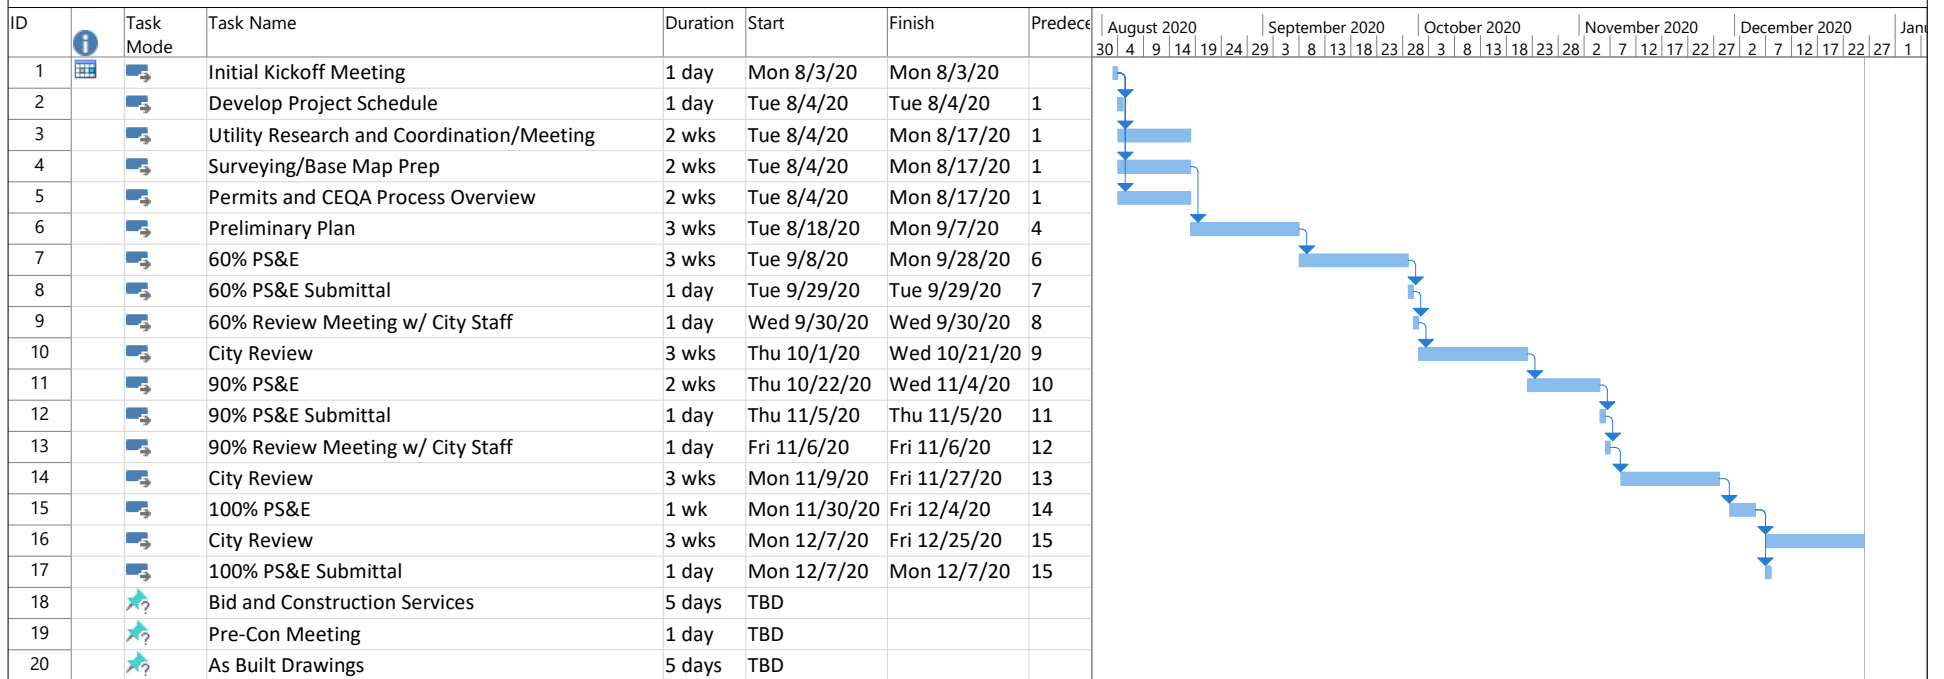 ID Task Mode Task Name Duration Start Finish Predece
August 2020 September 2020 October 2020 November 2020 December 2020 Janu
30 4 9 14 19 24 29 3 8 13 18 23 28 3 8 13 18 23 28 2 7 12 17 22 27 2 7 12 17 22 27 1
1 Initial Kickoff Meeting 1 day Mon 8/3/20 Mon 8/3/20
2 Develop Project Schedule 1 day Tue 8/4/20 Tue 8/4/20 1
3 Utility Research and Coordination/Meeting 2 wks Tue 8/4/20 Mon 8/17/20 1
4 Surveying/Base Map Prep 2 wks Tue 8/4/20 Mon 8/17/20 1
5 Permits and CEQA Process Overview 2 wks Tue 8/4/20 Mon 8/17/20 1
6 Preliminary Plan 3 wks Tue 8/18/20 Mon 9/7/20 4
7 60% PS&E 3 wks Tue 9/8/20 Mon 9/28/20 6
8 60% PS&E Submittal 1 day Tue 9/29/20 Tue 9/29/20 7
9 60% Review Meeting w/ City Staff 1 day Wed 9/30/20 Wed 9/30/20 8
10 City Review 3 wks Thu 10/1/20 Wed 10/21/20 9
11 90% PS&E 2 wks Thu 10/22/20 Wed 11/4/20 10
12 90% PS&E Submittal 1 day Thu 11/5/20 Thu 11/5/20 11
13 90% Review Meeting w/ City Staff 1 day Fri 11/6/20 Fri 11/6/20 12
14 City Review 3 wks Mon 11/9/20 Fri 11/27/20 13
15 100% PS&E 1 wk Mon 11/30/20 Fri 12/4/20 14
16 City Review 3 wks Mon 12/7/20 Fri 12/25/20 15
17 100% PS&E Submittal 1 day Mon 12/7/20 Mon 12/7/20 15
18 Bid and Construction Services 5 days TBD
19 Pre-Con Meeting 1 day TBD
20 As Built Drawings 5 days TBD